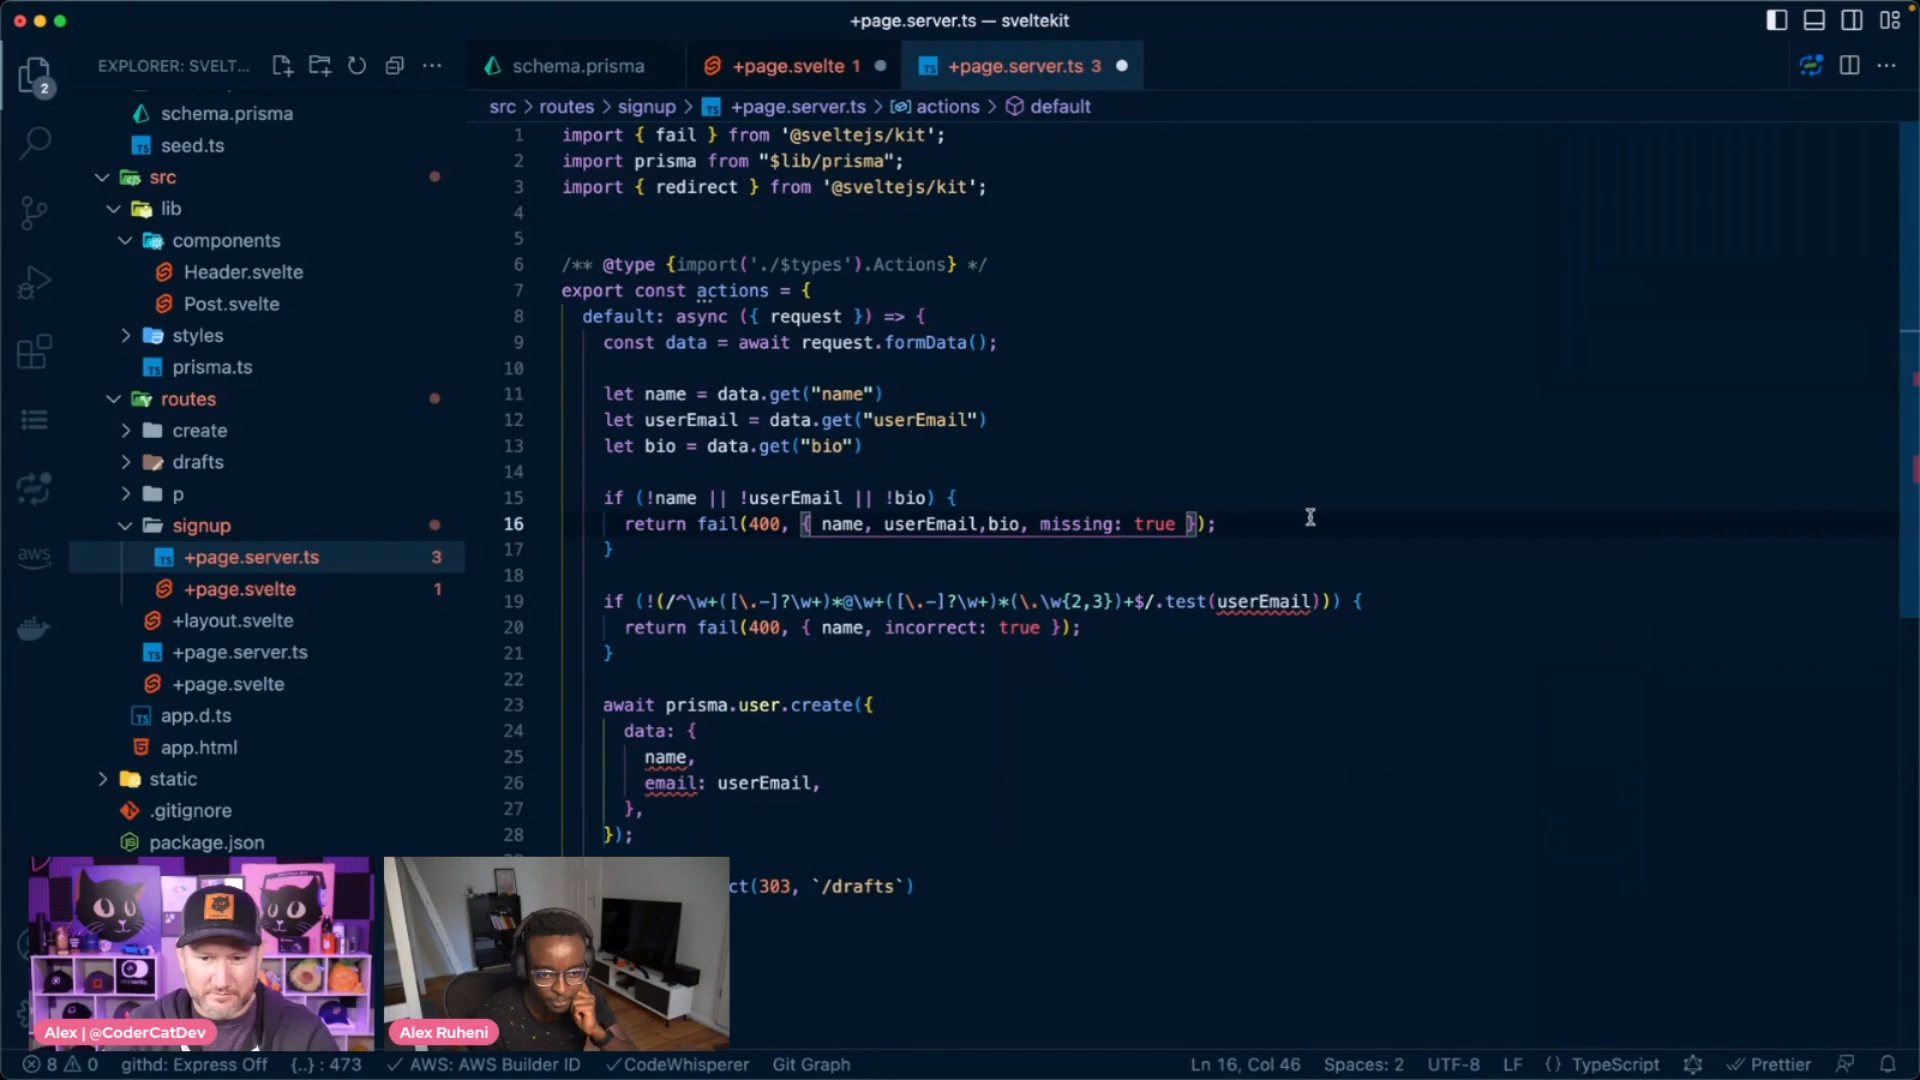 +page.server.ts — sveltekit
EXPLORER: SVELT...
schema.prisma
+page.svelte 1
+page.server.ts 3
2
src > routes > signup > +page.server.ts > actions > default
schema.prisma
seed.ts
src
lib
components
Header.svelte
Post.svelte
styles
prisma.ts
routes
create
drafts
p
signup
+page.server.ts 3
+page.svelte 1
+layout.svelte
+page.server.ts
+page.svelte
app.d.ts
app.html
static
.gitignore
package.json
aws
1 import { fail } from '@sveltejs/kit';
2 import prisma from "$lib/prisma";
3 import { redirect } from '@sveltejs/kit';
4
5
6 /** @type {import('./$types').Actions} */
7 export const actions = {
8 default: async ({ request }) => {
9 const data = await request.formData();
10
11 let name = data.get("name")
12 let userEmail = data.get("userEmail")
13 let bio = data.get("bio")
14
15 if (!name || !userEmail || !bio) {
16 return fail(400, { name, userEmail,bio, missing: true });
17 }
18
19 if (!(/^\w+([\.-]?\w+)*@\w+([\.-]?\w+)*(\.\w{2,3})+$/.test(userEmail))) {
20 return fail(400, { name, incorrect: true });
21 }
22
23 await prisma.user.create({
24 data: {
25 name,
26 email: userEmail,
27 },
28 });
ct(303, `/drafts`)
Alex | @CoderCatDev
Alex Ruheni
8 0 githd: Express Off {..} : 473 AWS: AWS Builder ID CodeWhisperer Git Graph Ln 16, Col 46 Spaces: 2 UTF-8 LF {} TypeScript Prettier